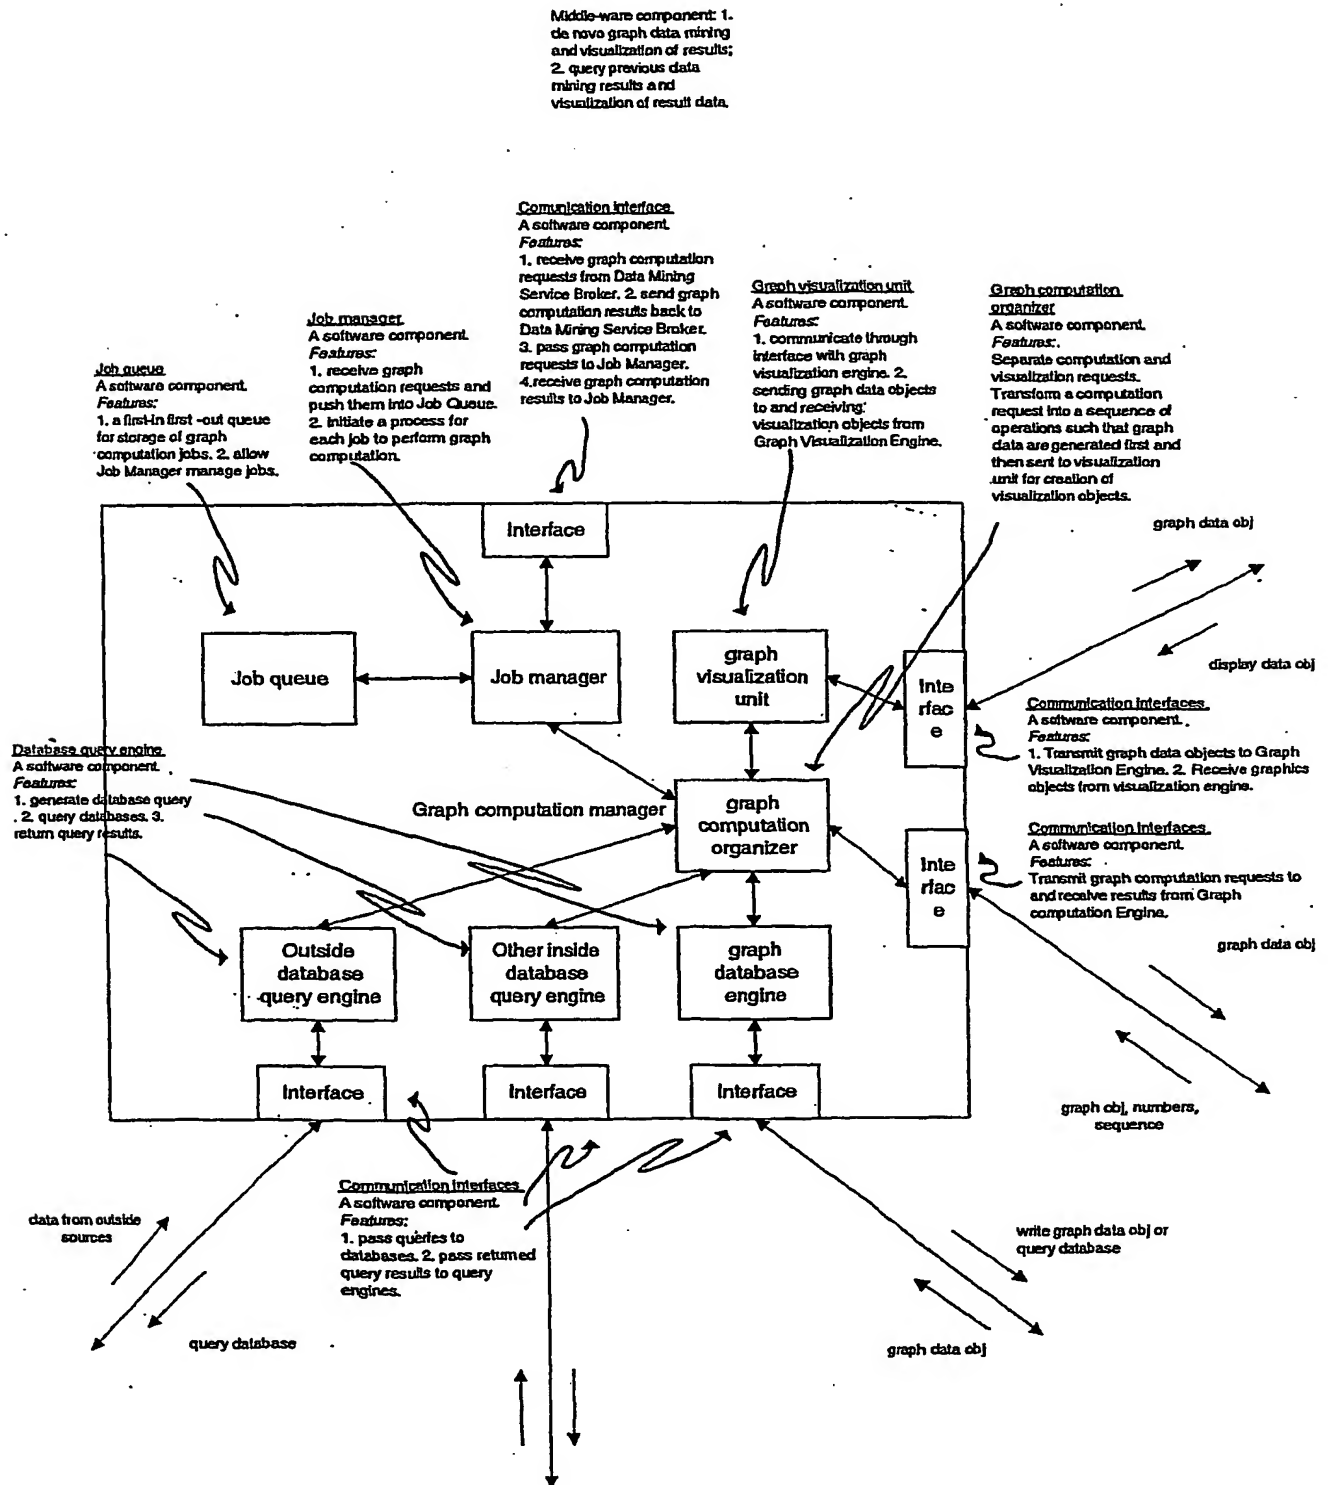 Middle-ware component: 1.
de novo graph data mining
and visualization of results;
2. query previous data
mining results and
visualization of result data.
Comunication interface
A software component.
Features:
1. receive graph computation
requests from Data Mining
Service Broker. 2. send graph
computation results back to
Data Mining Service Broker.
3. pass graph computation
requests to Job Manager.
4.receive graph computation
results to Job Manager.
Graph visualization unit
A software component.
Features:
1. communicate through
interface with graph
visualization engine. 2.
sending graph data objects
to and receiving:
visualization objects from
Graph Visualization Engine.
Graph computation
organizer
A software component.
Features:.
Separate computation and
visualization requests.
Transform a computation
request into a sequence of
operations such that graph
data are generated first and
then sent to visualization
unit for creation of
visualization objects.
Job manager
A software component.
Features:
1. receive graph
computation requests and
push them into Job Queue.
2. Initiate a process for
each job to perform graph
computation.
Job queue
A software component.
Features:
1. a first-in first -out queue
for storage of graph
computation jobs. 2. allow
Job Manager manage jobs.
Interface
graph data obj
Job queue
Job manager
graph
visualization
unit
Inte
rfac
e
display data obj
Communication interfaces
A software component.
Features:
1. Transmit graph data objects to Graph
Visualization Engine. 2. Receive graphics
objects from visualization engine.
Database query engine
A software component.
Features:
1. generate database query
. 2. query databases. 3.
return query results.
Graph computation manager
graph
computation
organizer
Inte
rfac
e
Communication interfaces
A software component.
Features:
Transmit graph computation requests to
and receive results from Graph
computation Engine.
graph data obj
Outside
database
query engine
Other inside
database
query engine
graph
database
engine
Interface
Interface
Interface
graph obj, numbers,
sequence
Communication interfaces
A software component.
Features:
1. pass queries to
databases. 2. pass returned
query results to query
engines.
data from outside
sources
query database
write graph data obj or
query database
graph data obj